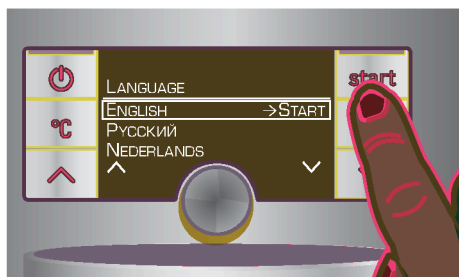 start
°C
LANGUAGE
ENGLISH →START
РУССКИЙ
NEDERLANDS